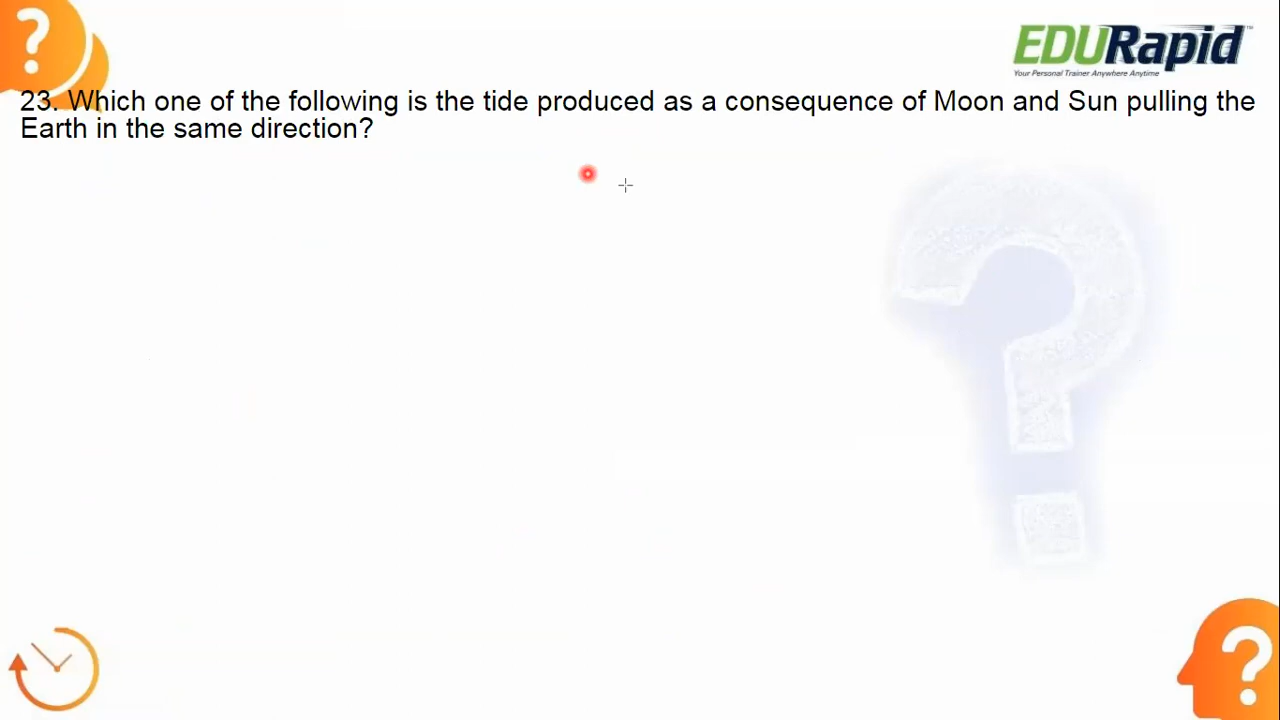 ?
EDURapid™
Your Personal Trainer Anywhere Anytime
23. Which one of the following is the tide produced as a consequence of Moon and Sun pulling the
Earth in the same direction?
?
?